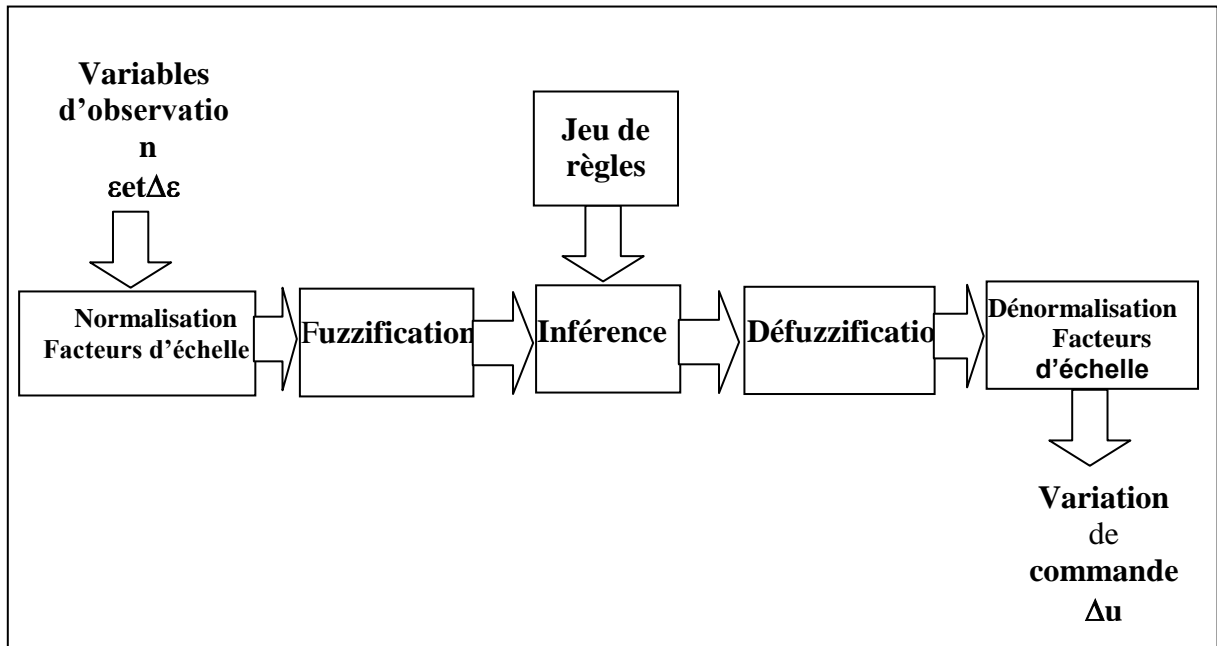 Variables
d'observatio
n
εetΔε
Jeu de
règles
Normalisation
Facteurs d'échelle
Fuzzification
Inférence
Défuzzificatio
Dénormalisation
Facteurs
d'échelle
Variation
de
commande
Δu